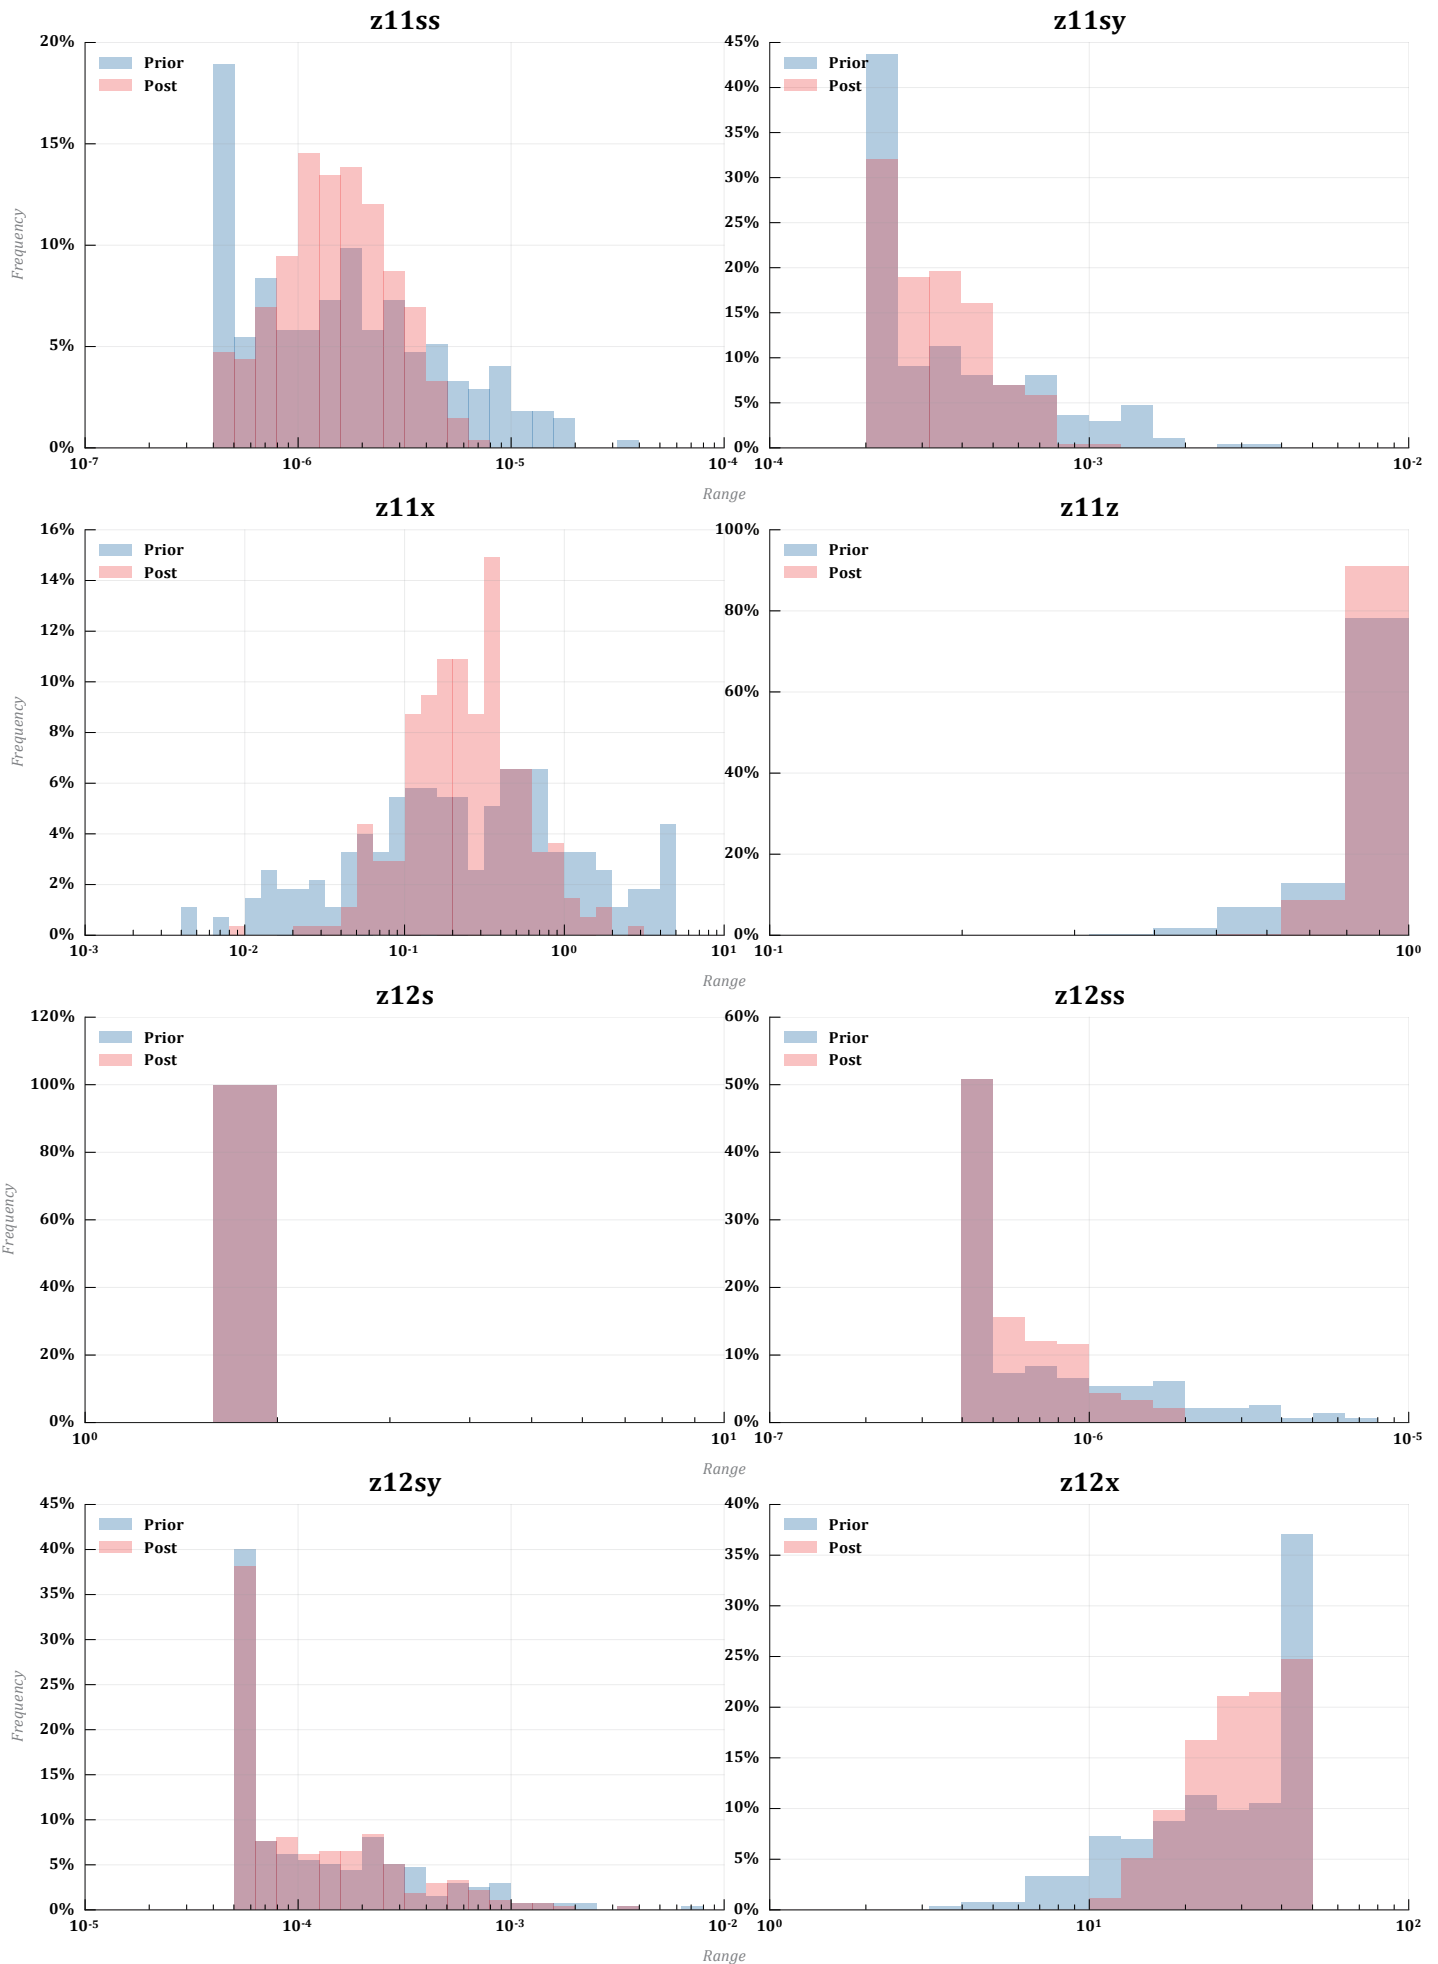 z11ss
20%
15%
10%
5%
0%
Frequency
Prior
Post
10-7
10-6
10-5
10-4
z11sy
45%
40%
35%
30%
25%
20%
15%
10%
5%
0%
Prior
Post
10-4
10-3
10-2
Range
z11x
16%
14%
12%
10%
8%
6%
4%
2%
0%
Frequency
Prior
Post
10-3
10-2
10-1
100
101
z11z
100%
80%
60%
40%
20%
0%
Prior
Post
10-1
100
Range
z12s
120%
100%
80%
60%
40%
20%
0%
Frequency
Prior
Post
100
101
z12ss
60%
50%
40%
30%
20%
10%
0%
Prior
Post
10-7
10-6
10-5
Range
z12sy
45%
40%
35%
30%
25%
20%
15%
10%
5%
0%
Frequency
Prior
Post
10-5
10-4
10-3
10-2
z12x
40%
35%
30%
25%
20%
15%
10%
5%
0%
Prior
Post
100
101
102
Range